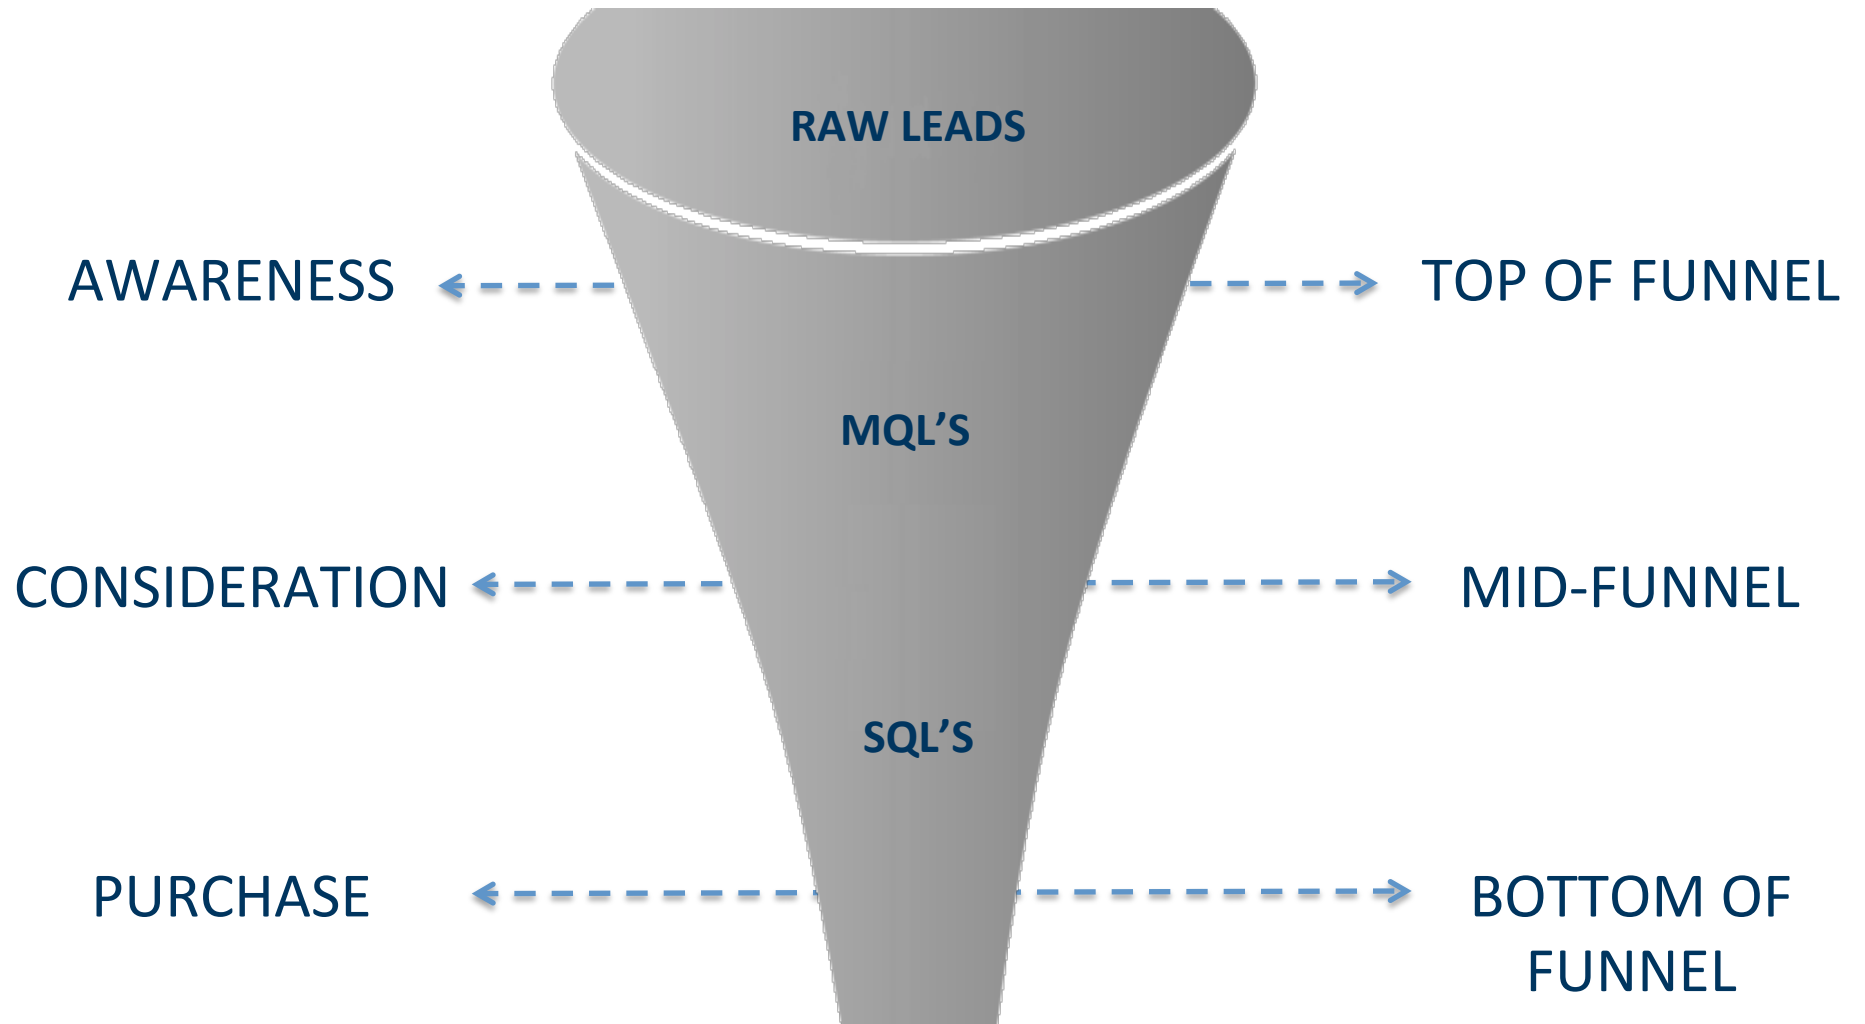 RAW LEADS
AWARENESS
TOP OF FUNNEL
MQL’S
CONSIDERATION
MID-FUNNEL
SQL’S
PURCHASE
BOTTOM OF
FUNNEL